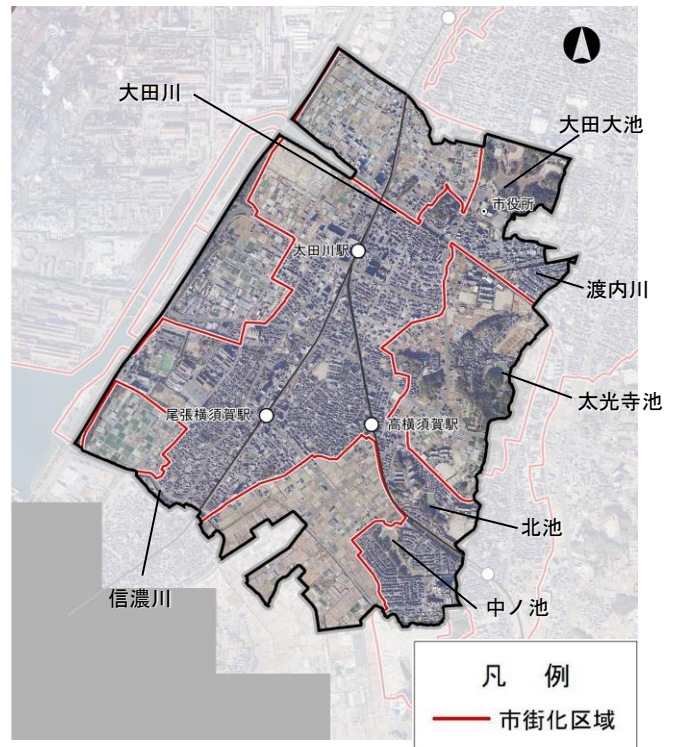 大田川
大田大池
市役所
太田川駅
渡内川
太光寺池
尾張横須賀駅
高横須賀駅
北池
信濃川
中ノ池
凡 例
市街化区域